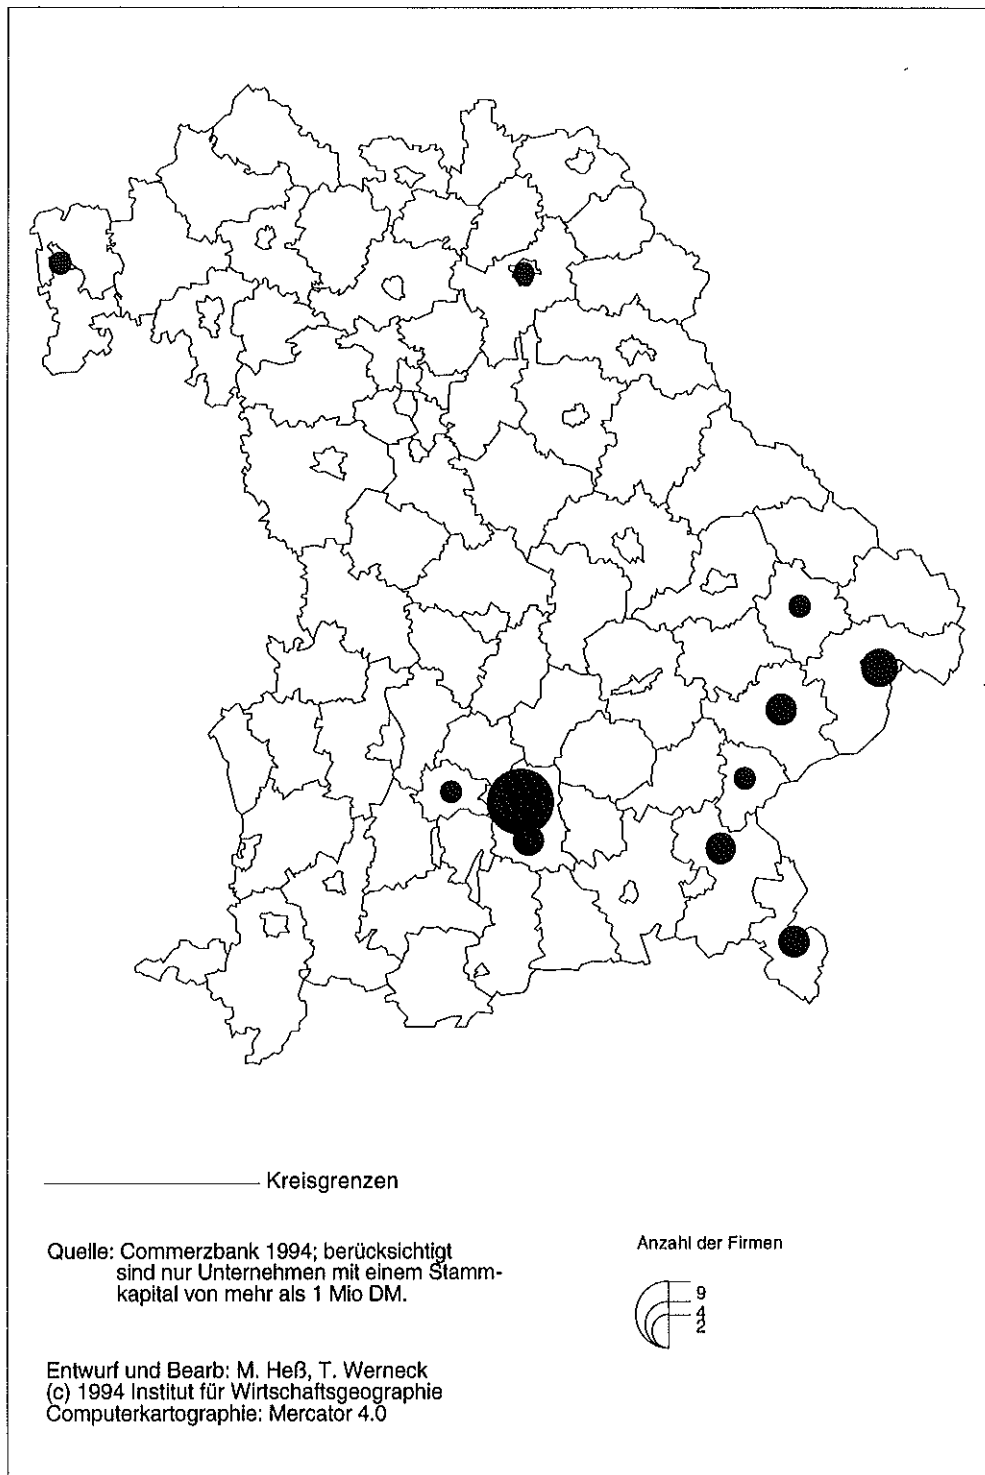 Kreisgrenzen
Quelle: Commerzbank 1994; berücksichtigt
sind nur Unternehmen mit einem Stamm-
kapital von mehr als 1 Mio DM.
Anzahl der Firmen
9
4
2
Entwurf und Bearb: M. Heß, T. Werneck
(c) 1994 Institut für Wirtschaftsgeographie
Computerkartographie: Mercator 4.0